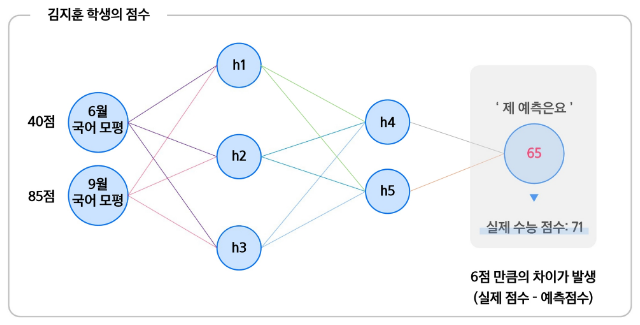 김지훈 학생의 점수
40점
6월
국어 모평
85점
9월
국어 모평
h1
h2
h3
h4
h5
' 제 예측은요 '
65
실제 수능 점수: 71
6점 만큼의 차이가 발생
(실제 점수 - 예측점수)